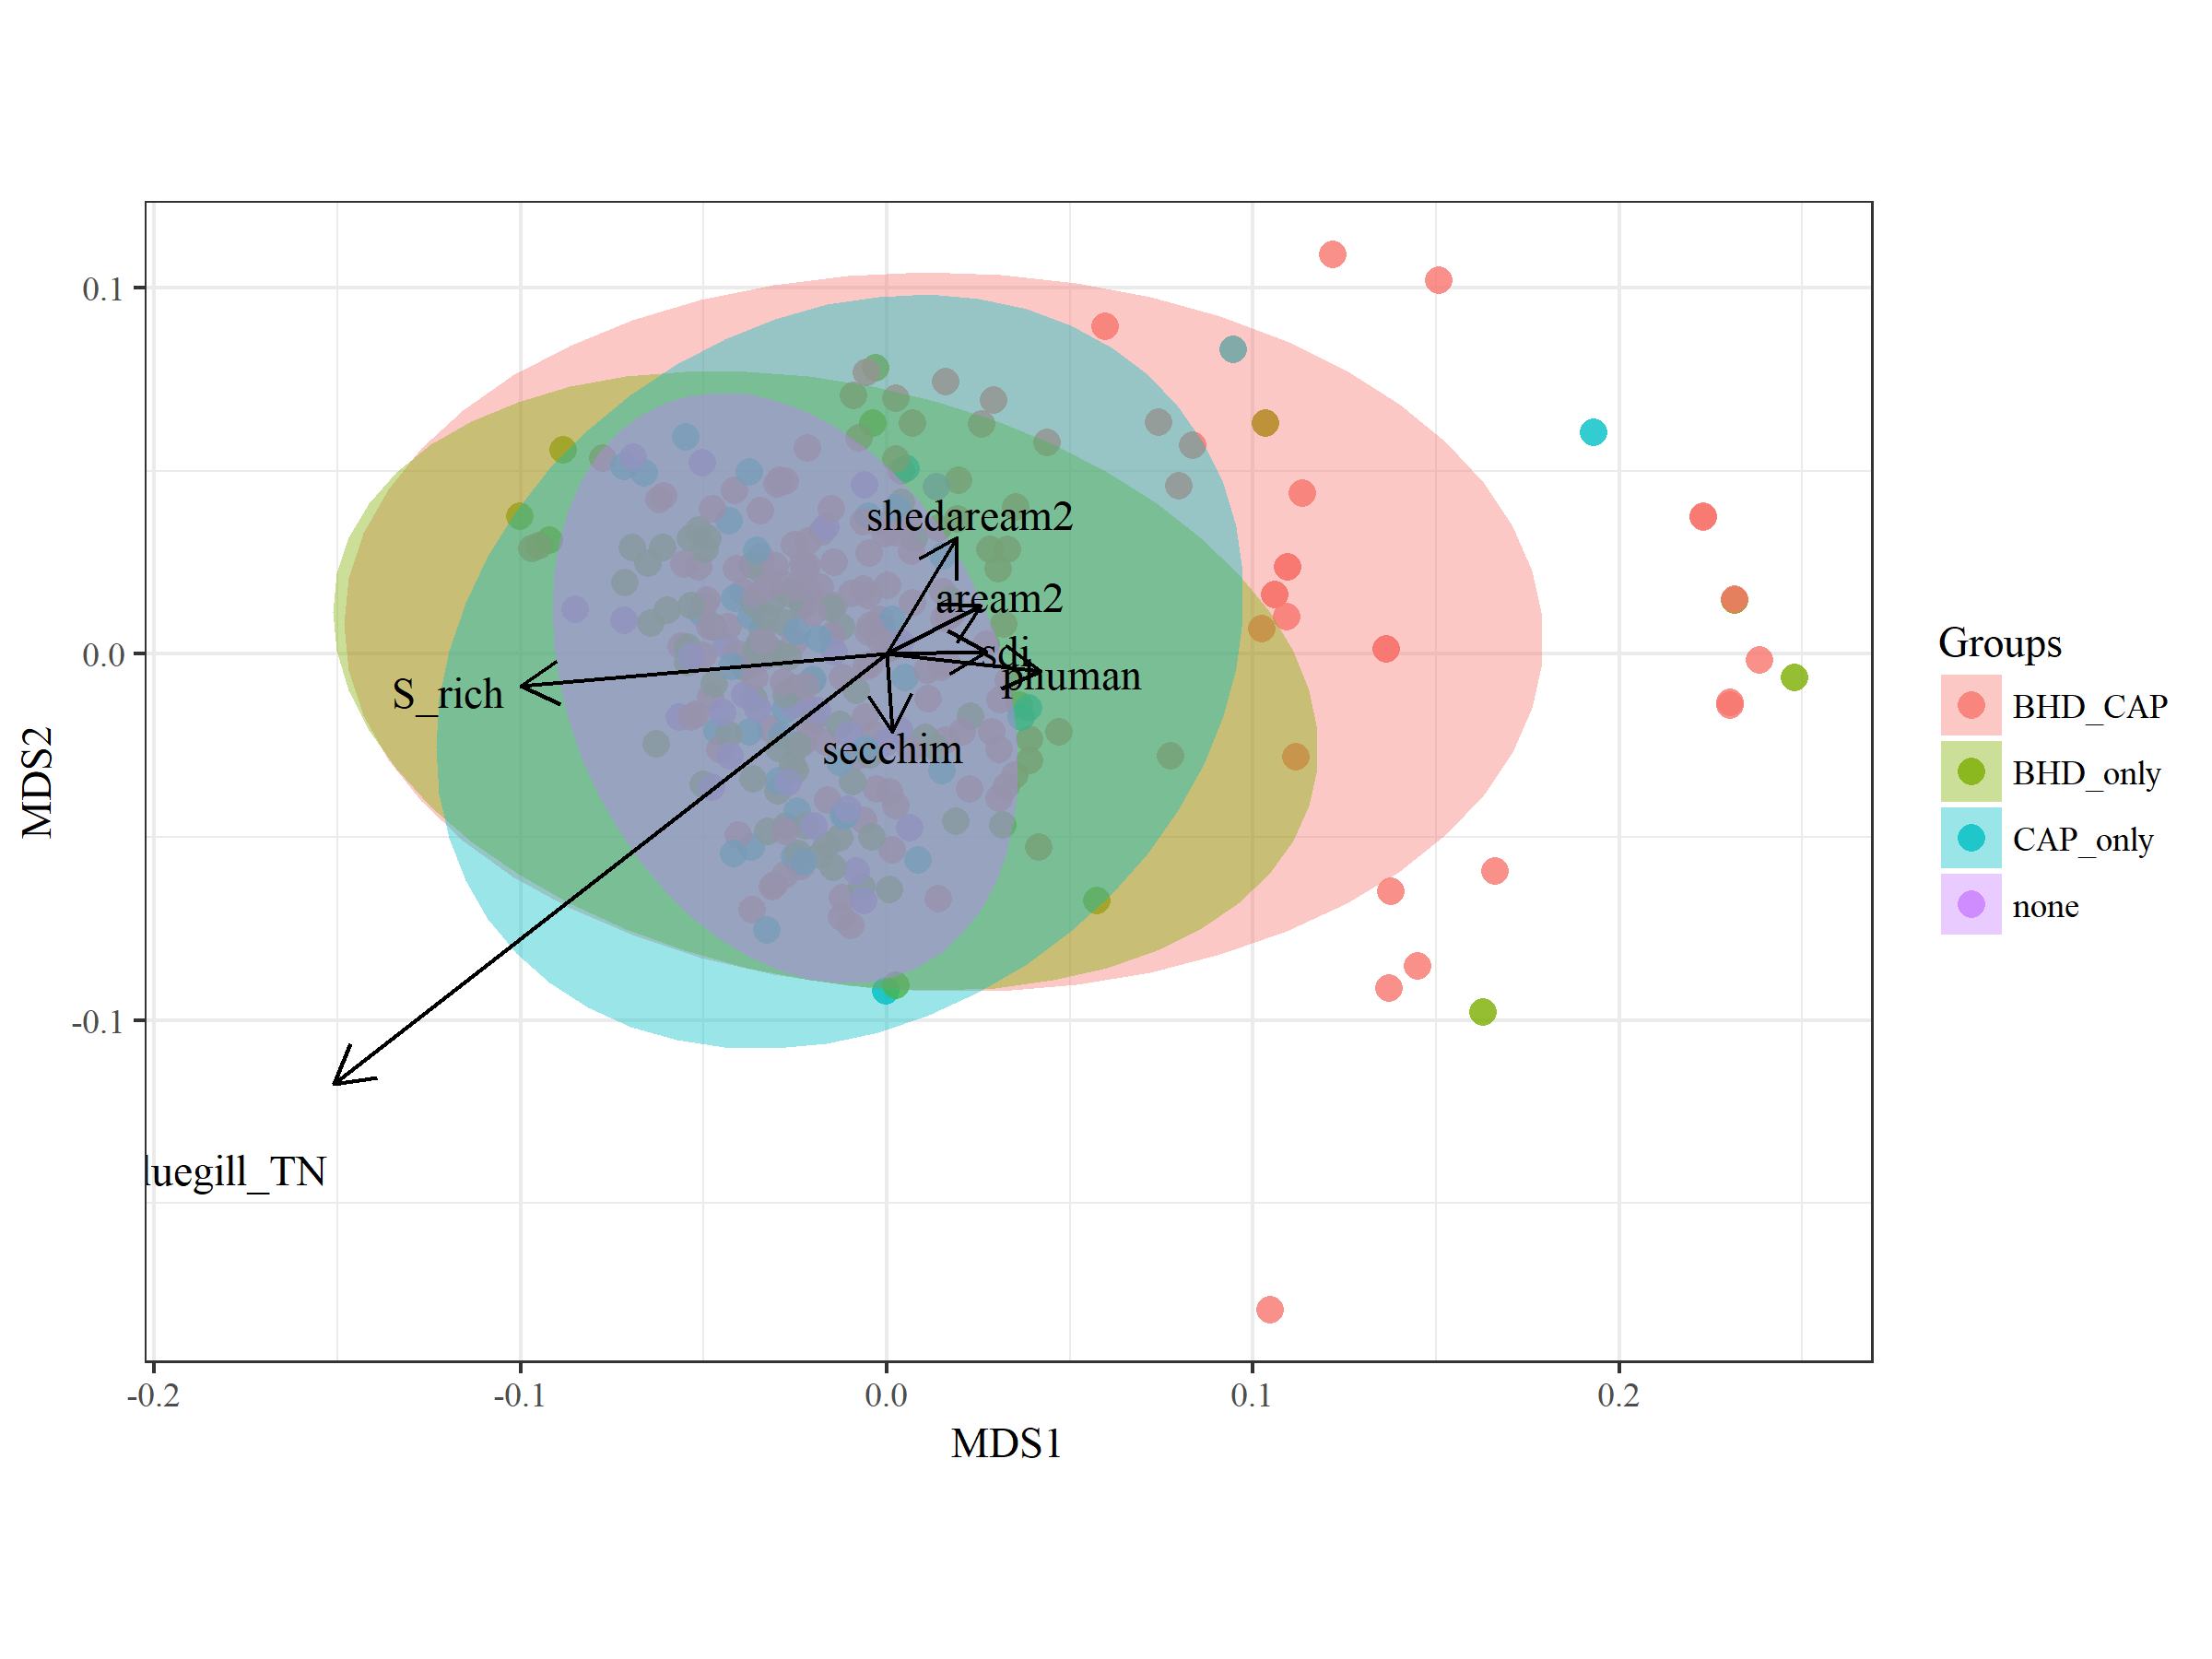 0.1
0.0
-0.1
MDS2
shedaream2
aream2
sdi
phuman
S_rich
secchim
luegill_TN
-0.2
-0.1
0.0
0.1
0.2
MDS1
Groups
BHD_CAP
BHD_only
CAP_only
none